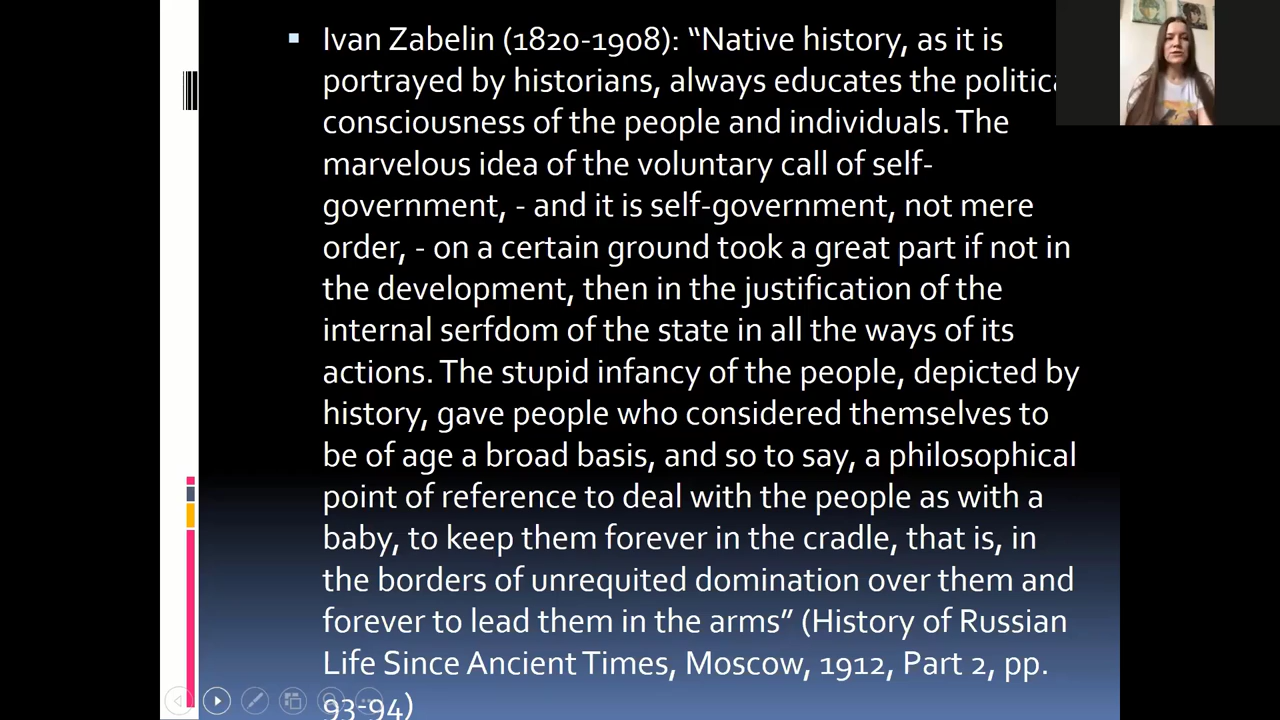 Ivan Zabelin (1820-1908): “Native history, as it is
portrayed by historians, always educates the politica
consciousness of the people and individuals. The
marvelous idea of the voluntary call of self-
government, - and it is self-government, not mere
order, - on a certain ground took a great part if not in
the development, then in the justification of the
internal serfdom of the state in all the ways of its
actions. The stupid infancy of the people, depicted by
history, gave people who considered themselves to
be of age a broad basis, and so to say, a philosophical
point of reference to deal with the people as with a
baby, to keep them forever in the cradle, that is, in
the borders of unrequited domination over them and
forever to lead them in the arms” (History of Russian
Life Since Ancient Times, Moscow, 1912, Part 2, pp.
93-94)